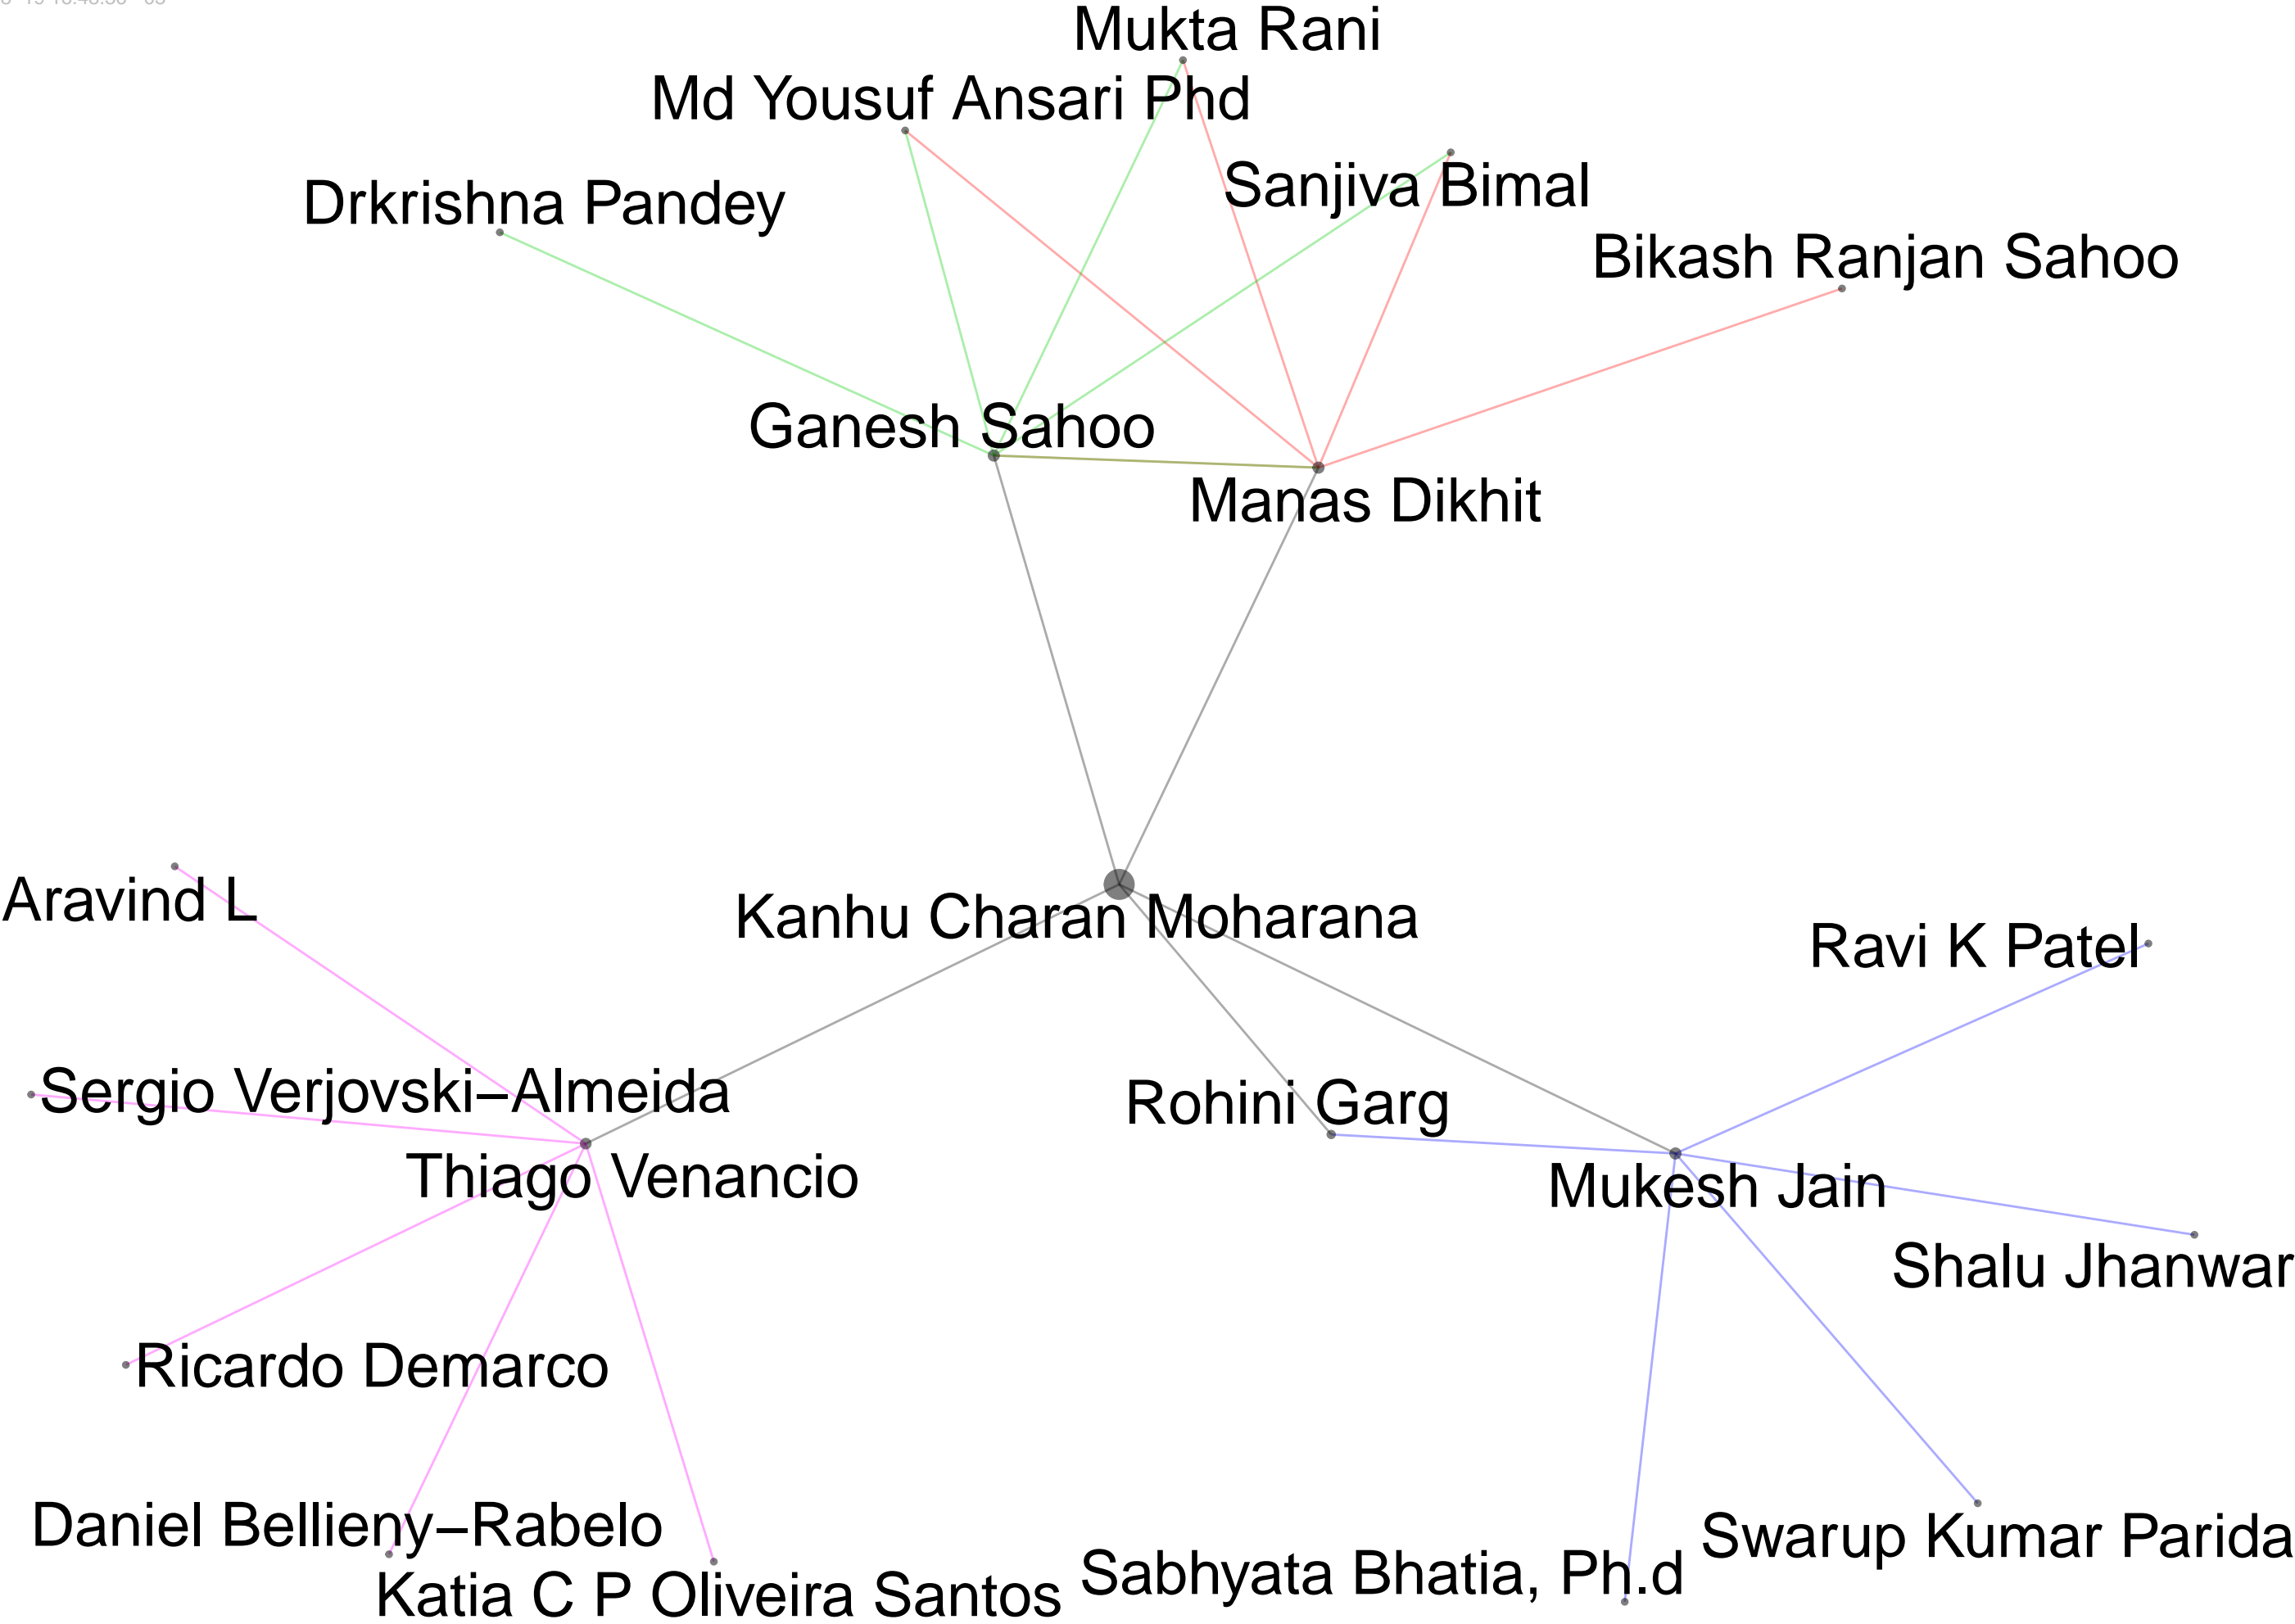 Mukta Rani
Md Yousuf Ansari Phd
Sanjiva Bimal
Drkrishna Pandey
Bikash Ranjan Sahoo
Ganesh Sahoo
Manas Dikhit
Aravind L
Kanhu Charan Moharana
Ravi K Patel
Sergio Verjovski–Almeida
Rohini Garg
Thiago Venancio
Mukesh Jain
Shalu Jhanwar
Ricardo Demarco
Daniel Bellieny–Rabelo
Swarup Kumar Parida
Sabhyata Bhatia, Ph.d
Katia C P Oliveira Santos